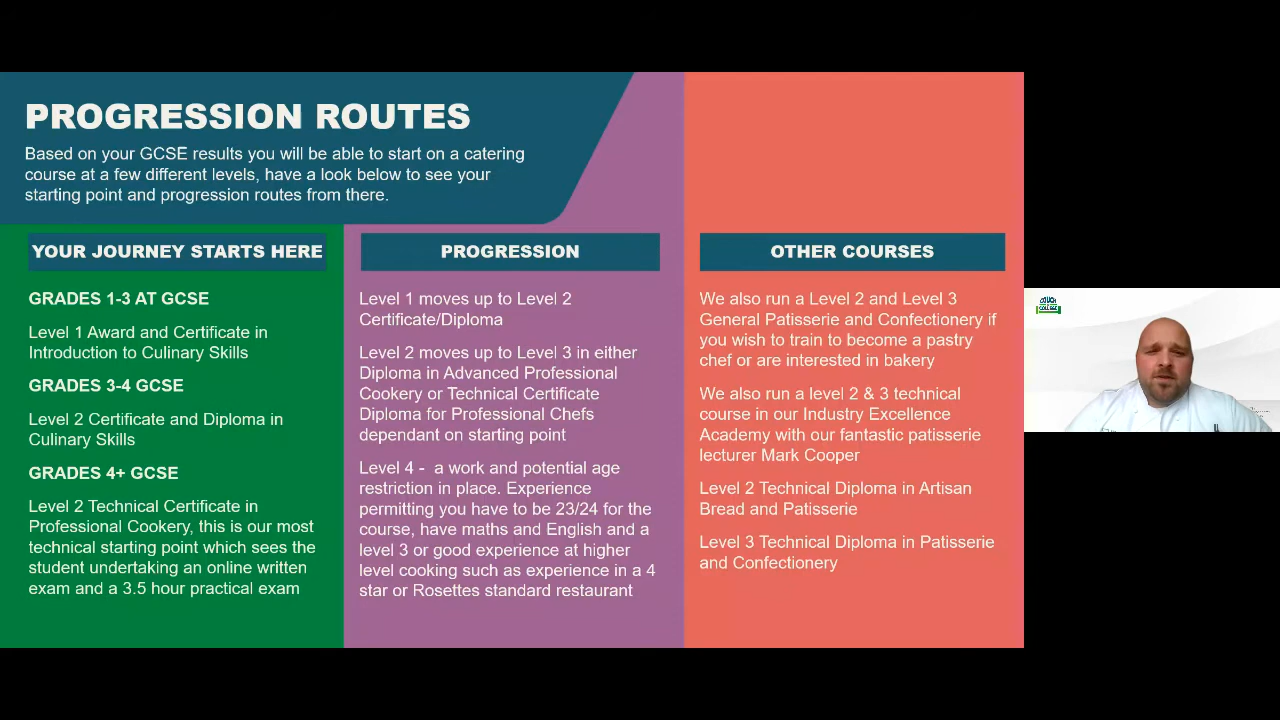 PROGRESSION ROUTES
Based on your GCSE results you will be able to start on a catering
course at a few different levels, have a look below to see your
starting point and progression routes from there.
YOUR JOURNEY STARTS HERE
GRADES 1-3 AT GCSE
Level 1 Award and Certificate in
Introduction to Culinary Skills
GRADES 3-4 GCSE
Level 2 Certificate and Diploma in
Culinary Skills
GRADES 4+ GCSE
Level 2 Technical Certificate in
Professional Cookery, this is our most
technical starting point which sees the
student undertaking an online written
exam and a 3.5 hour practical exam
PROGRESSION
Level 1 moves up to Level 2
Certificate/Diploma
Level 2 moves up to Level 3 in either
Diploma in Advanced Professional
Cookery or Technical Certificate
Diploma for Professional Chefs
dependant on starting point
Level 4 -  a work and potential age
restriction in place. Experience
permitting you have to be 23/24 for the
course, have maths and English and a
level 3 or good experience at higher
level cooking such as experience in a 4
star or Rosettes standard restaurant
OTHER COURSES
We also run a Level 2 and Level 3
General Patisserie and Confectionery if
you wish to train to become a pastry
chef or are interested in bakery
We also run a level 2 & 3 technical
course in our Industry Excellence
Academy with our fantastic patisserie
lecturer Mark Cooper
Level 2 Technical Diploma in Artisan
Bread and Patisserie
Level 3 Technical Diploma in Patisserie
and Confectionery
COLLEGE